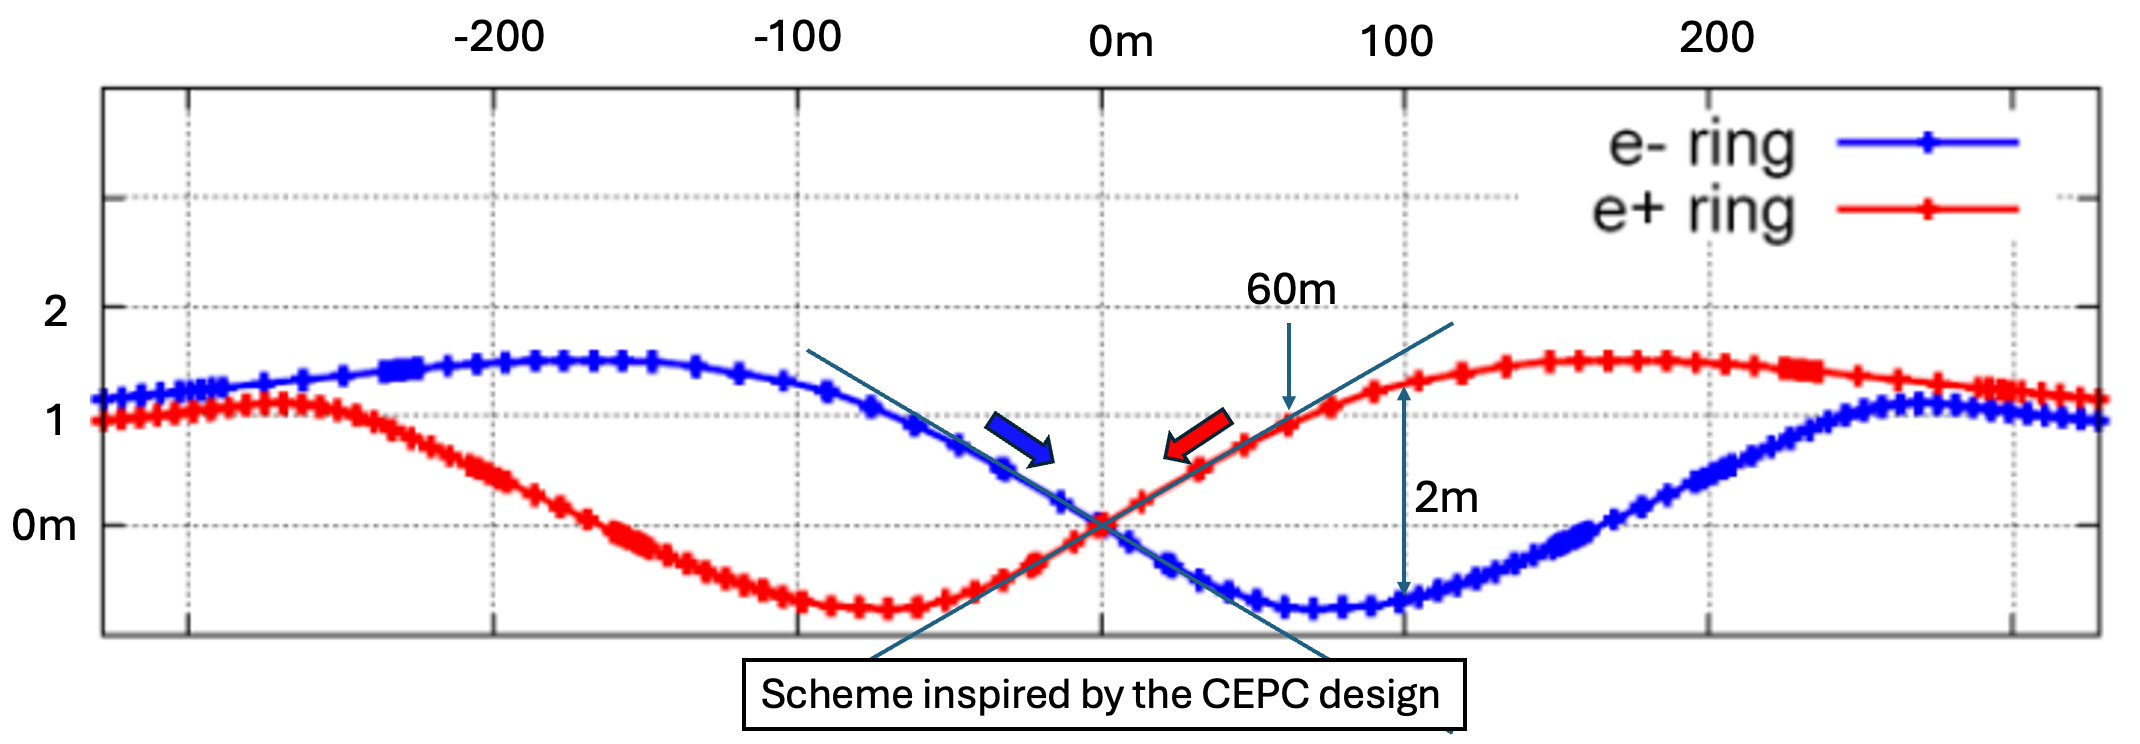 -200 -100 0m 100 200
e- ring
e+ ring
60m
2
1
2m
0m
Scheme inspired by the CEPC design